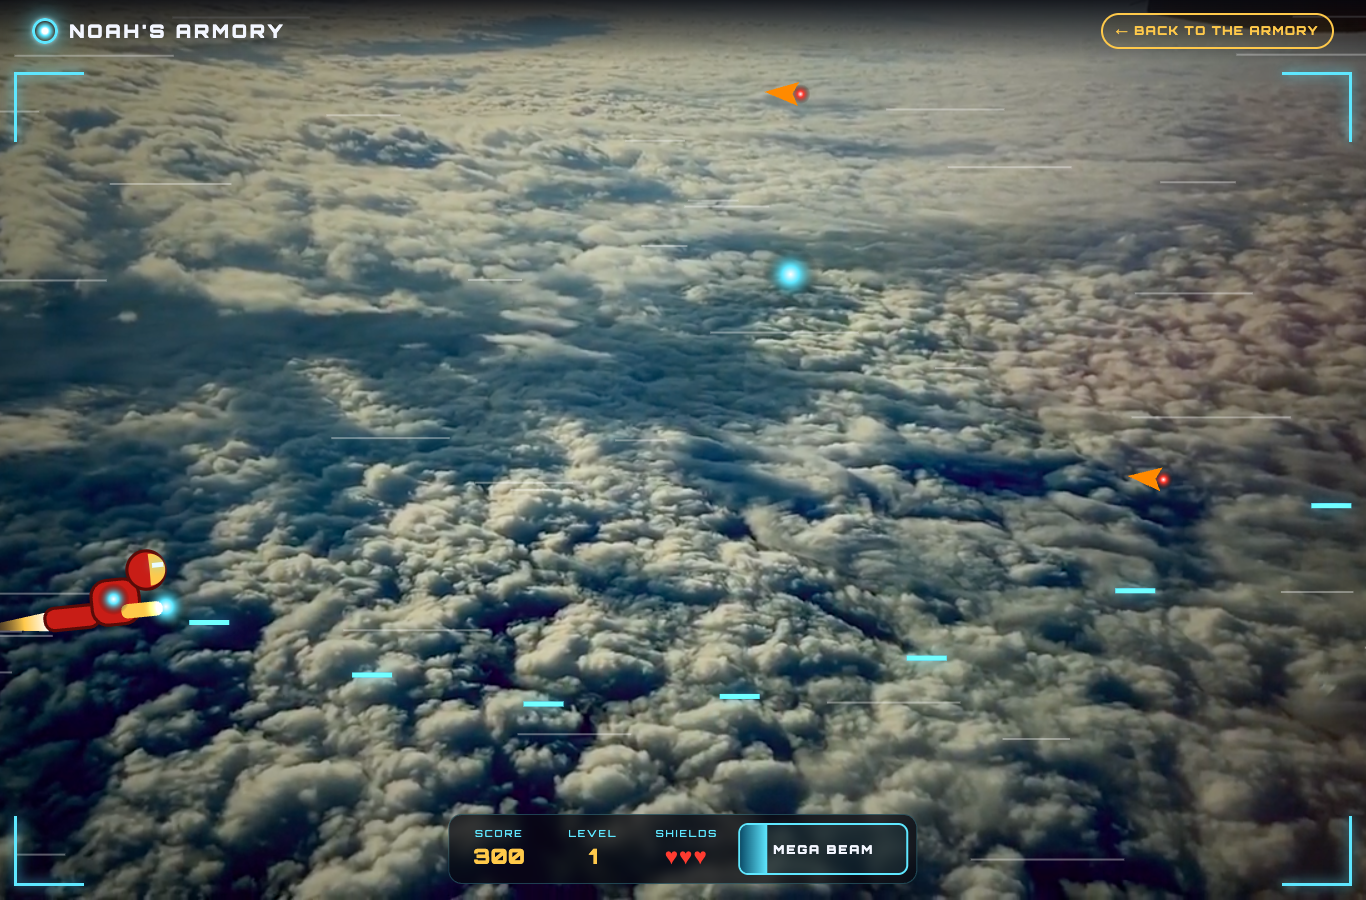 NOAH'S ARMORY
← BACK TO THE ARMORY
SCORE
300
LEVEL
1
SHIELDS
♥♥♥
MEGA BEAM